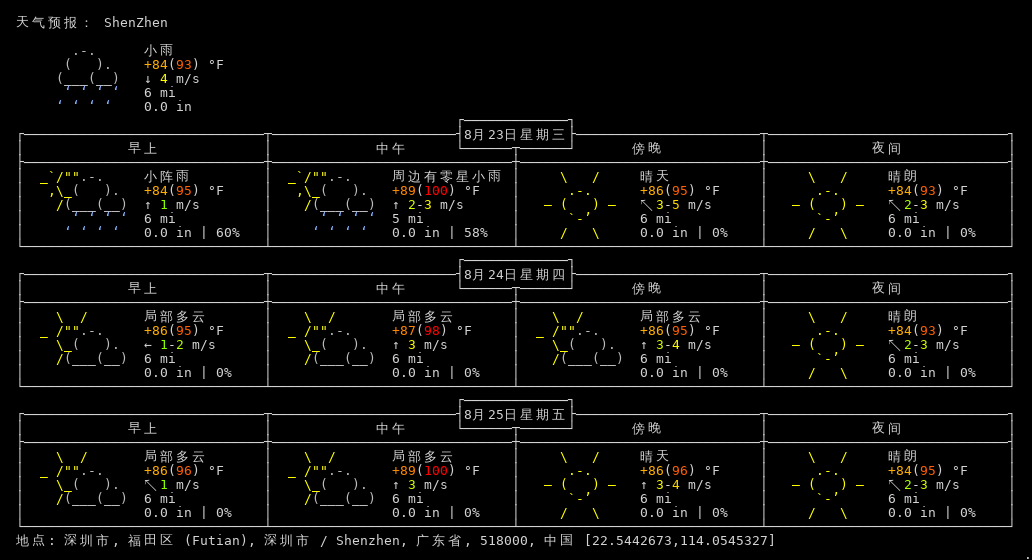 天气预报： ShenZhen
小雨
+84(93) °F
↓ 4 m/s
6 mi
0.0 in
8月23日星期三
早上 中午 傍晚 夜间
小阵雨 周边有零星小雨 晴天 晴朗
+84(95) °F +89(100) °F +86(95) °F +84(93) °F
↑ 1 m/s ↑ 2-3 m/s ↖ 3-5 m/s ↖ 2-3 m/s
6 mi 5 mi 6 mi 6 mi
0.0 in | 60% 0.0 in | 58% 0.0 in | 0% 0.0 in | 0%
8月24日星期四
早上 中午 傍晚 夜间
局部多云 局部多云 局部多云 晴朗
+86(95) °F +87(98) °F +86(95) °F +84(93) °F
← 1-2 m/s ↑ 3 m/s ↑ 3-4 m/s ↖ 2-3 m/s
6 mi 6 mi 6 mi 6 mi
0.0 in | 0% 0.0 in | 0% 0.0 in | 0% 0.0 in | 0%
8月25日星期五
早上 中午 傍晚 夜间
局部多云 局部多云 晴天 晴朗
+86(96) °F +89(100) °F +86(96) °F +84(95) °F
↖ 1 m/s ↑ 3 m/s ↑ 3-4 m/s ↖ 2-3 m/s
6 mi 6 mi 6 mi 6 mi
0.0 in | 0% 0.0 in | 0% 0.0 in | 0% 0.0 in | 0%
地点: 深圳市, 福田区 (Futian), 深圳市 / Shenzhen, 广东省, 518000, 中国 [22.5442673,114.0545327]